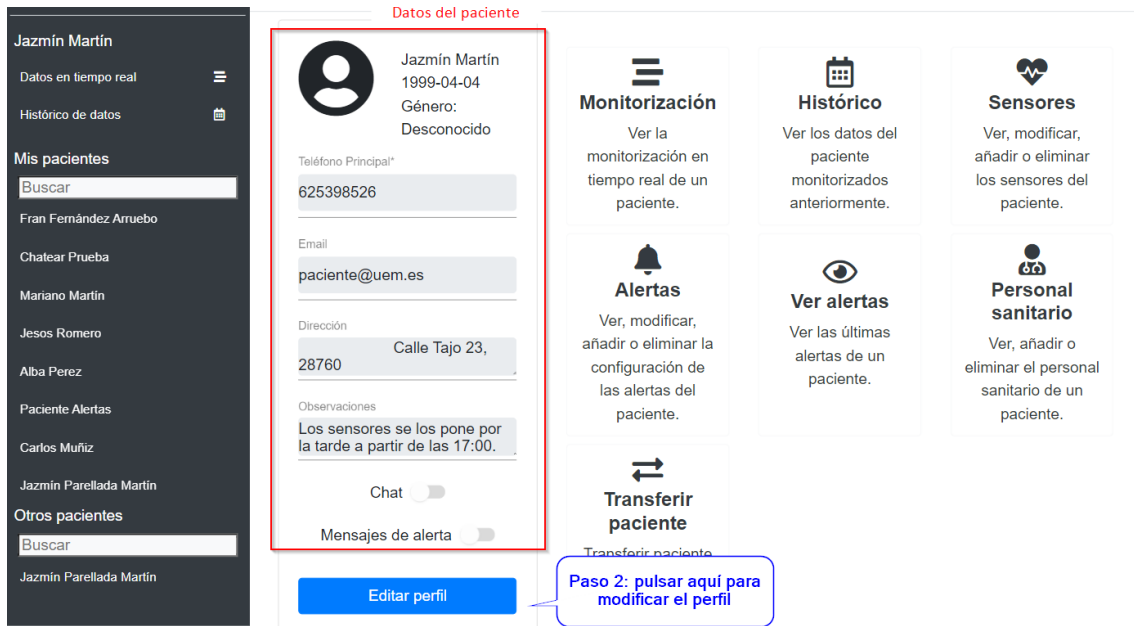 Jazmín Martín
Datos en tiempo real
Histórico de datos
Mis pacientes
Buscar
Fran Fernández Arruebo
Chatear Prueba
Mariano Martín
Jesos Romero
Alba Perez
Paciente Alertas
Carlos Muñiz
Jazmín Parellada Martín
Otros pacientes
Buscar
Jazmín Parellada Martín
Datos del paciente
Jazmín Martín
1999-04-04
Género:
Desconocido
Teléfono Principal*
625398526
Email
paciente@uem.es
Dirección
Calle Tajo 23,
28760
Observaciones
Los sensores se los pone por
la tarde a partir de las 17:00.
Chat
Mensajes de alerta
Editar perfil
Paso 2: pulsar aquí para
modificar el perfil
Monitorización
Ver la
monitorización en
tiempo real de un
paciente.
Histórico
Ver los datos del
paciente
monitorizados
anteriormente.
Sensores
Ver, modificar,
añadir o eliminar
los sensores del
paciente.
Alertas
Ver, modificar,
añadir o eliminar la
configuración de
las alertas del
paciente.
Ver alertas
Ver las últimas
alertas de un
paciente.
Personal
sanitario
Ver, añadir o
eliminar el personal
sanitario de un
paciente.
Transferir
paciente
Transferir paciente